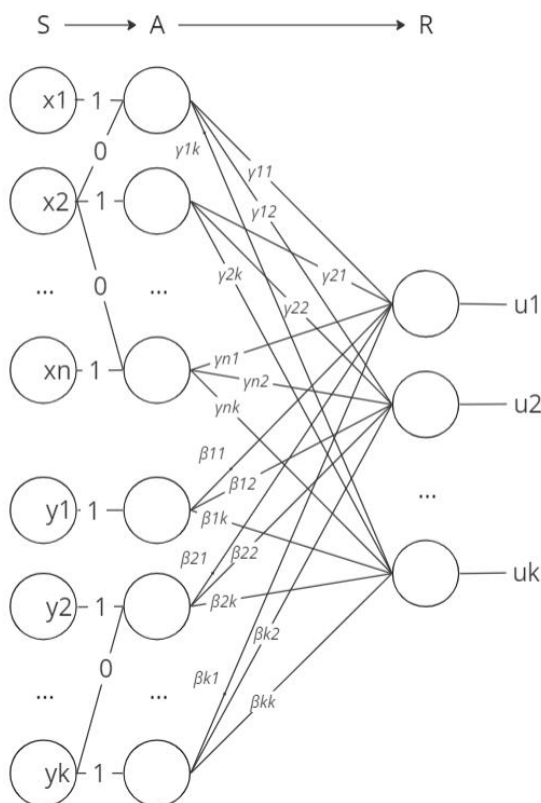 S A R
x1 1
0
γ1k
γ11
x2 1
γ12
0
γ2k
γ21
... ...
γ22
u1
xn 1
γn1
γn2
γnk
u2
β11
β12
...
y1 1
β1k
β21
β22
uk
y2 1
β2k
0
βk2
βk1
... ...
βkk
yk 1